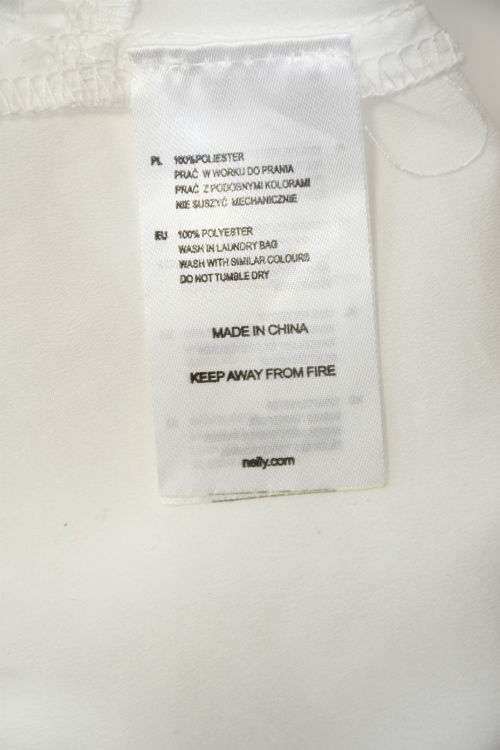 PL 100%POLIESTER
PRAĆ W WORKU DO PRANIA
PRAĆ Z PODOBNYMI KOLORAMI
NIE SUSZYĆ MECHANICZNIE
EU 100% POLYESTER
WASH IN LAUNDRY BAG
WASH WITH SIMILAR COLOURS
DO NOT TUMBLE DRY
MADE IN CHINA
KEEP AWAY FROM FIRE
nelly.com